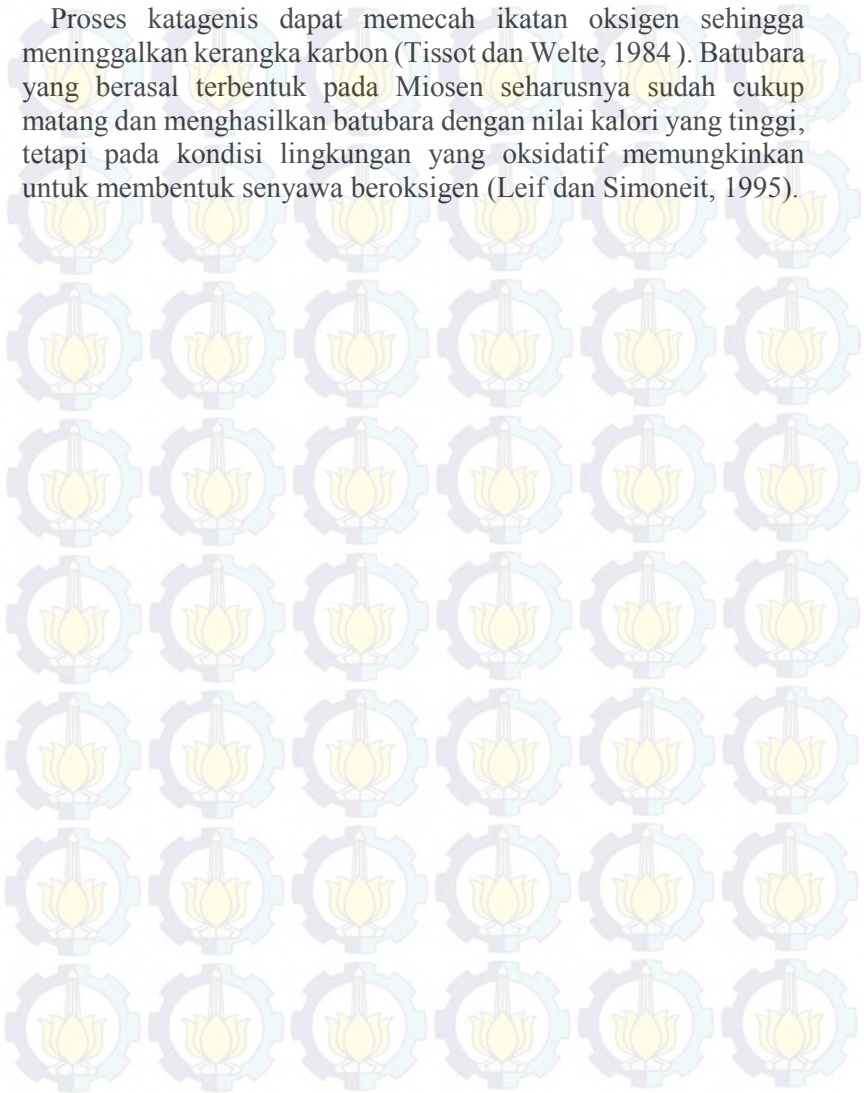 Proses katagenis dapat memecah ikatan oksigen sehingga
meninggalkan kerangka karbon (Tissot dan Welte, 1984 ). Batubara
yang berasal terbentuk pada Miosen seharusnya sudah cukup
matang dan menghasilkan batubara dengan nilai kalori yang tinggi,
tetapi pada kondisi lingkungan yang oksidatif memungkinkan
untuk membentuk senyawa beroksigen (Leif dan Simoneit, 1995).